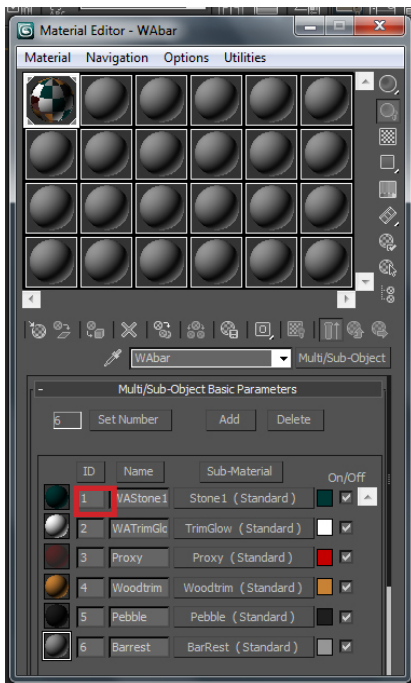 Material Editor - WAbar
Material Navigation Options Utilities
WAbar Multi/Sub-Object
- Multi/Sub-Object Basic Parameters
6 Set Number Add Delete
ID Name Sub-Material On/Off
1 WAStone1 Stone1 ( Standard )
2 WATrimGlc TrimGlow ( Standard )
3 Proxy Proxy ( Standard )
4 Woodtrim Woodtrim ( Standard )
5 Pebble Pebble ( Standard )
6 Barrest BarRest ( Standard )